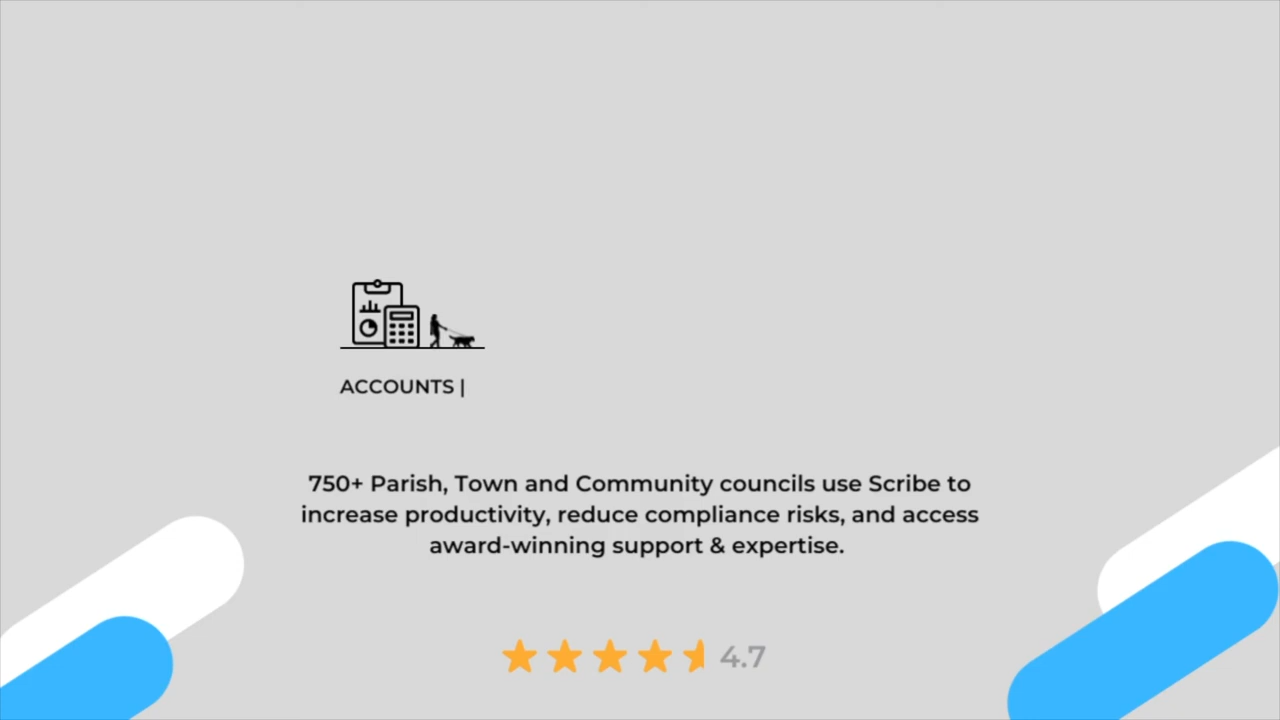 ACCOUNTS |
750+ Parish, Town and Community councils use Scribe to
increase productivity, reduce compliance risks, and access
award-winning support & expertise.
4.7